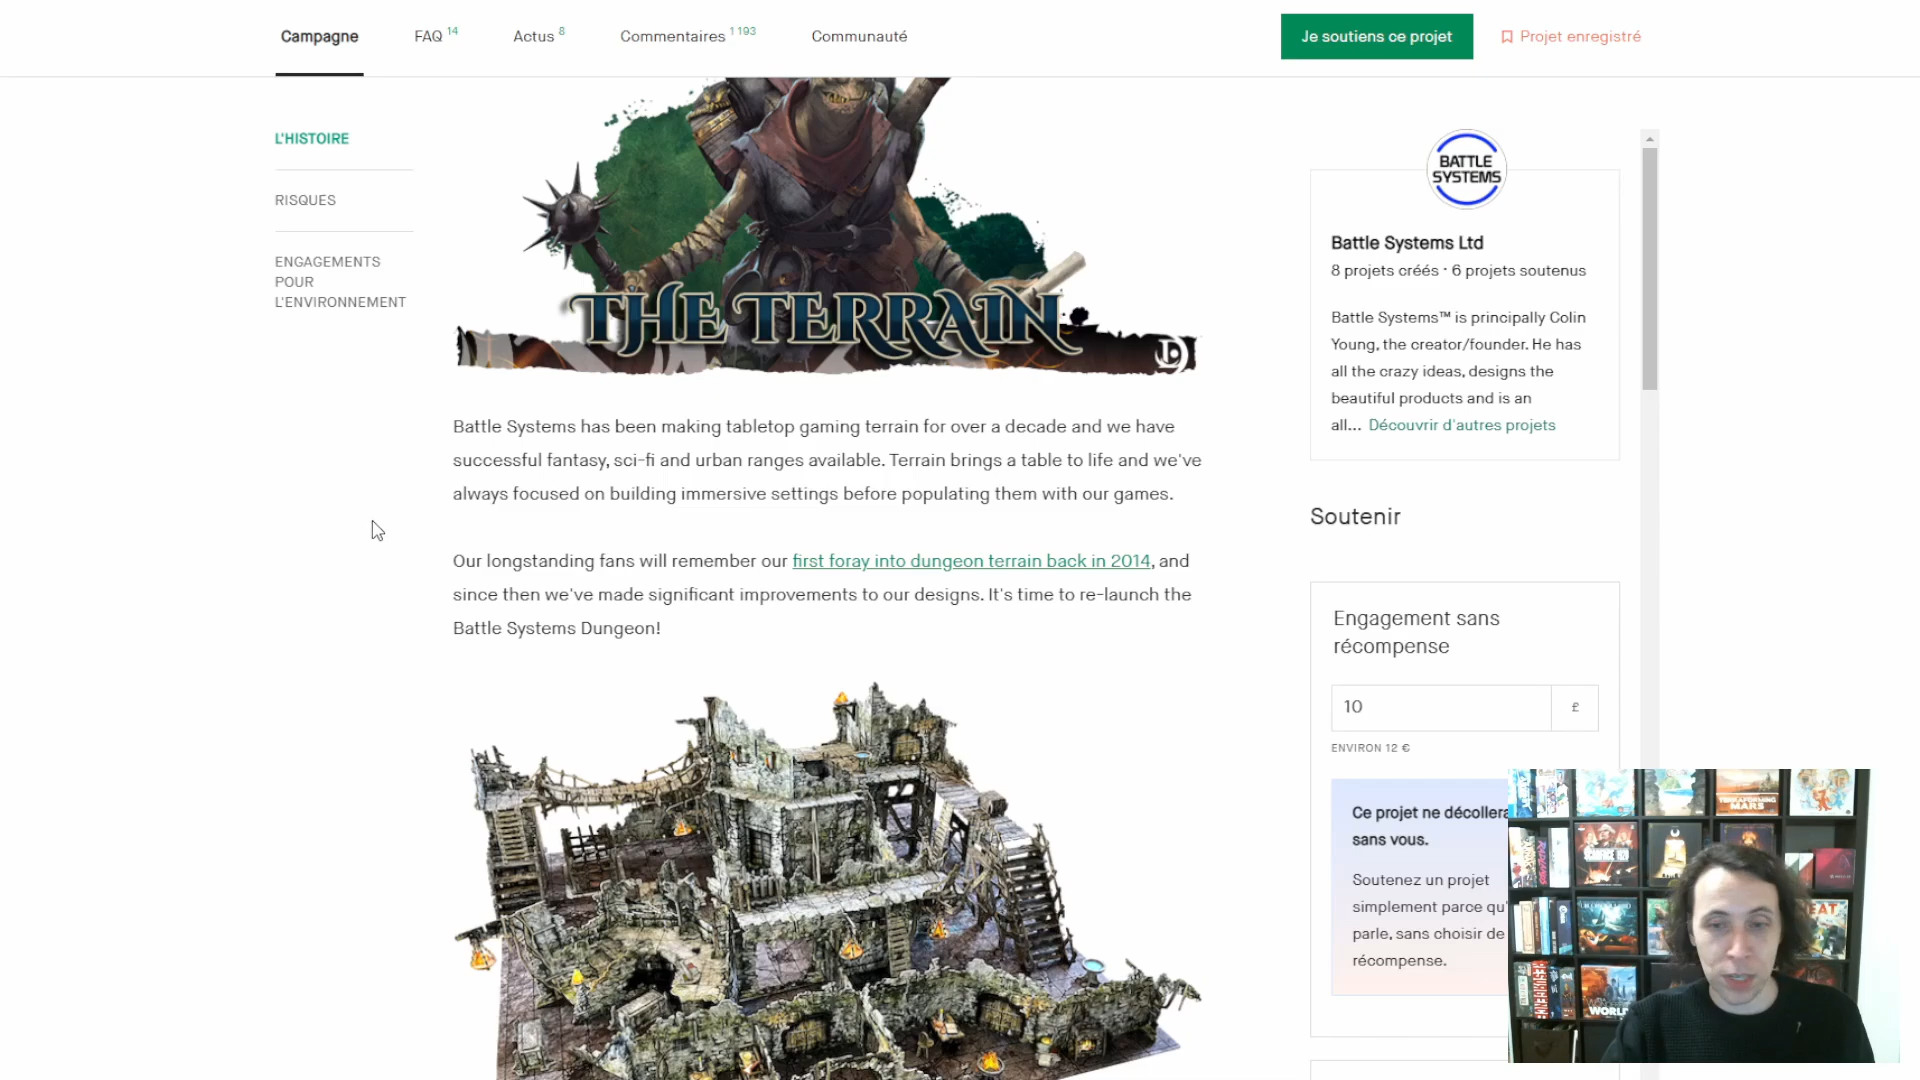 Campagne
FAQ 14
Actus 8
Commentaires 1 193
Communauté
Je soutiens ce projet
Projet enregistré
L'HISTOIRE
RISQUES
ENGAGEMENTS
POUR
L'ENVIRONNEMENT
THE TERRAIN
Battle Systems has been making tabletop gaming terrain for over a decade and we have
successful fantasy, sci-fi and urban ranges available. Terrain brings a table to life and we've
always focused on building immersive settings before populating them with our games.
Our longstanding fans will remember our first foray into dungeon terrain back in 2014, and
since then we've made significant improvements to our designs. It's time to re-launch the
Battle Systems Dungeon!
BATTLE
SYSTEMS
Battle Systems Ltd
8 projets créés · 6 projets soutenus
Battle Systems™ is principally Colin
Young, the creator/founder. He has
all the crazy ideas, designs the
beautiful products and is an
all... Découvrir d'autres projets
Soutenir
Engagement sans
récompense
10 £
ENVIRON 12 €
Ce projet ne décollera
sans vous.
Soutenez un projet
simplement parce qu'
parle, sans choisir de
récompense.
TERRAFORMING
MARS
WORLD